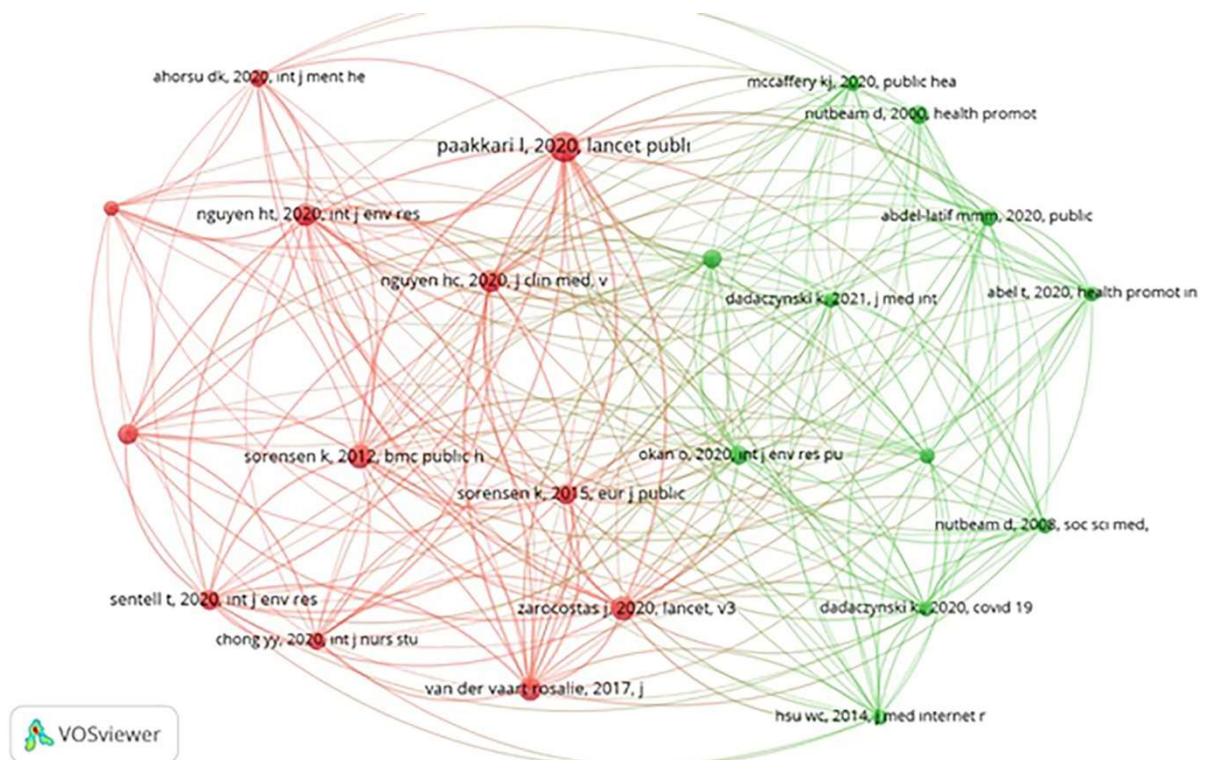 ahorsu dk, 2020, int j ment he
mccaffery kj, 2020, public hea
nutbeam d, 2000, health promot
paakkari l, 2020, lancet publi
nguyen ht, 2020, int j env res
abdel-latif mmm, 2020, public
nguyen hc, 2020, j clin med, v
dadaczynski k, 2021, j med int
abel t, 2020, health promot in
sorensen k, 2012, bmc public h
okan o, 2020, int j env res pu
sorensen k, 2015, eur j public
nutbeam d, 2008, soc sci med,
sentell t, 2020, int j env res
zarocostas j, 2020, lancet, v3
dadaczynski k, 2020, covid 19
chong yy, 2020, int j nurs stu
van der vaart rosalie, 2017, j
hsu wc, 2014, j med internet r
VOSviewer